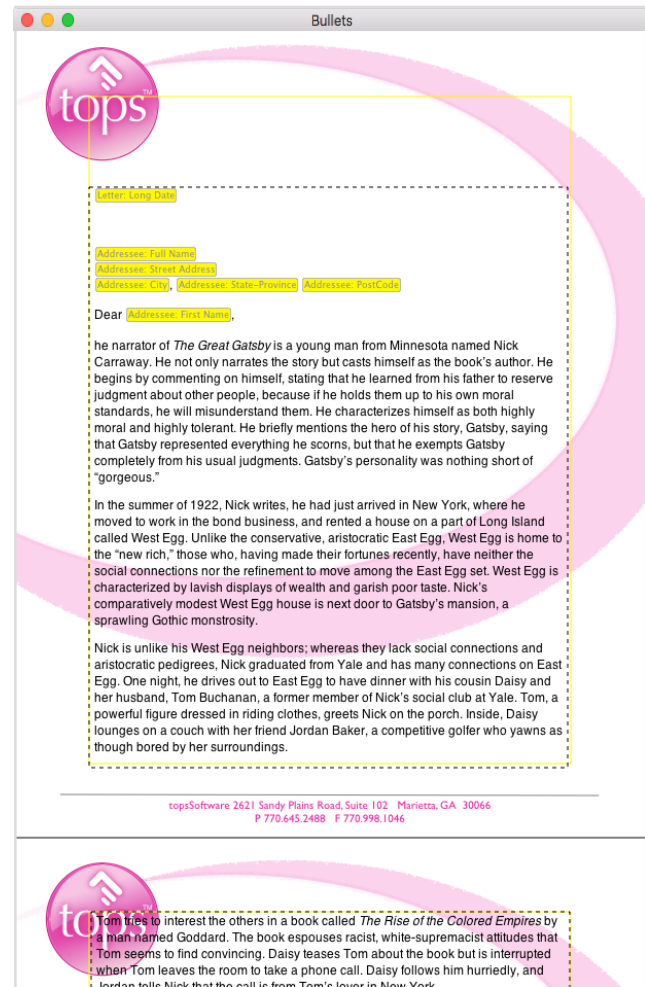 Bullets
tops™
Letter: Long Date
Addressee: Full Name
Addressee: Street Address
Addressee: City, Addressee: State-Province Addressee: PostCode
Dear Addressee: First Name,
he narrator of The Great Gatsby is a young man from Minnesota named Nick
Carraway. He not only narrates the story but casts himself as the book’s author. He
begins by commenting on himself, stating that he learned from his father to reserve
judgment about other people, because if he holds them up to his own moral
standards, he will misunderstand them. He characterizes himself as both highly
moral and highly tolerant. He briefly mentions the hero of his story, Gatsby, saying
that Gatsby represented everything he scorns, but that he exempts Gatsby
completely from his usual judgments. Gatsby’s personality was nothing short of
“gorgeous.”
In the summer of 1922, Nick writes, he had just arrived in New York, where he
moved to work in the bond business, and rented a house on a part of Long Island
called West Egg. Unlike the conservative, aristocratic East Egg, West Egg is home to
the “new rich,” those who, having made their fortunes recently, have neither the
social connections nor the refinement to move among the East Egg set. West Egg is
characterized by lavish displays of wealth and garish poor taste. Nick’s
comparatively modest West Egg house is next door to Gatsby’s mansion, a
sprawling Gothic monstrosity.
Nick is unlike his West Egg neighbors; whereas they lack social connections and
aristocratic pedigrees, Nick graduated from Yale and has many connections on East
Egg. One night, he drives out to East Egg to have dinner with his cousin Daisy and
her husband, Tom Buchanan, a former member of Nick’s social club at Yale. Tom, a
powerful figure dressed in riding clothes, greets Nick on the porch. Inside, Daisy
lounges on a couch with her friend Jordan Baker, a competitive golfer who yawns as
though bored by her surroundings.
topsSoftware 2621 Sandy Plains Road, Suite 102 Marietta, GA 30066
P 770.645.2488 F 770.998.1046
tops
Tom tries to interest the others in a book called The Rise of the Colored Empires by
a man named Goddard. The book espouses racist, white-supremacist attitudes that
Tom seems to find convincing. Daisy teases Tom about the book but is interrupted
when Tom leaves the room to take a phone call. Daisy follows him hurriedly, and
Jordan tells Nick that the call is from Tom’s lover in New York.